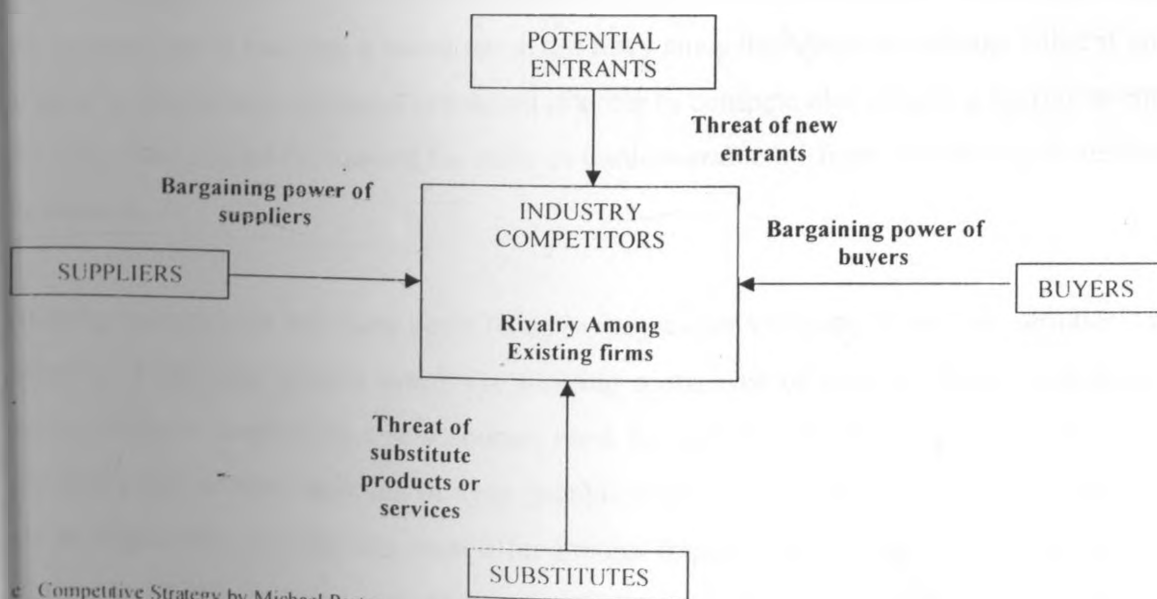 POTENTIAL
ENTRANTS
Threat of new
entrants
Bargaining power of
suppliers
INDUSTRY
COMPETITORS
Bargaining power of
buyers
SUPPLIERS
BUYERS
Rivalry Among
Existing firms
Threat of
substitute
products or
services
SUBSTITUTES
Competitive Strategy by Michael